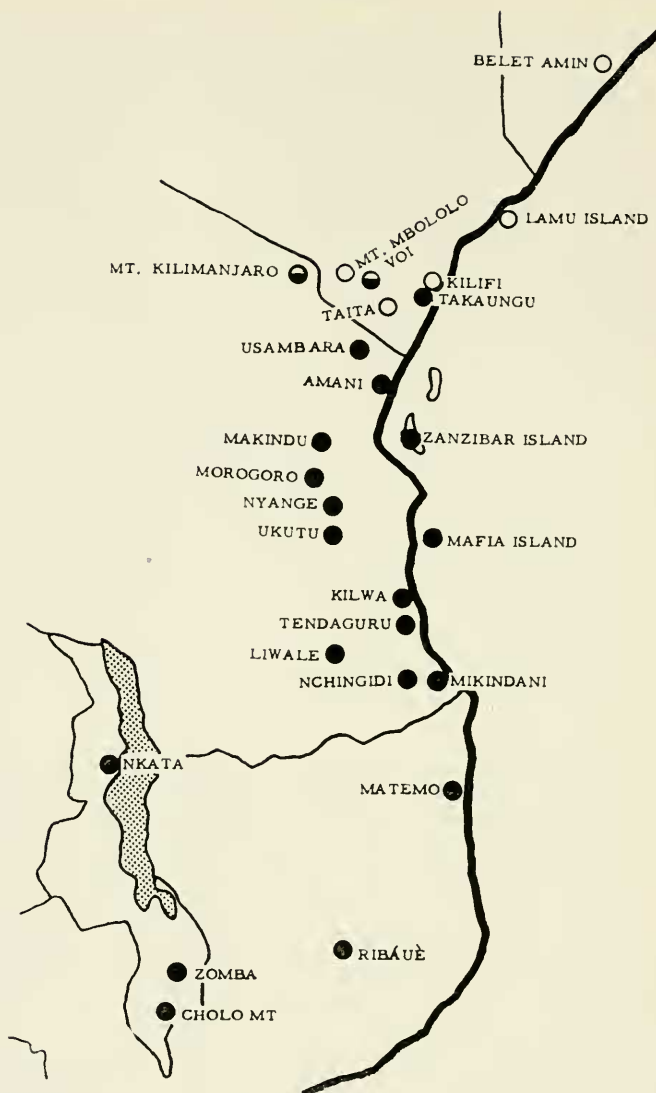 BELET AMIN
LAMU ISLAND
MT. MBOLOLO
VOI
MT. KILIMANJARO
KILIFI
TAKAUNGU
TAITA
USAMBARA
AMANI
MAKINDU
ZANZIBAR ISLAND
MOROGORO
NYANGE
UKUTU
MAFIA ISLAND
KILWA
TENDAGURU
LIWALE
NCHINGIDI
MIKINDANI
NKATA
MATEMO
RIBÁUÈ
ZOMBA
CHOLO MT